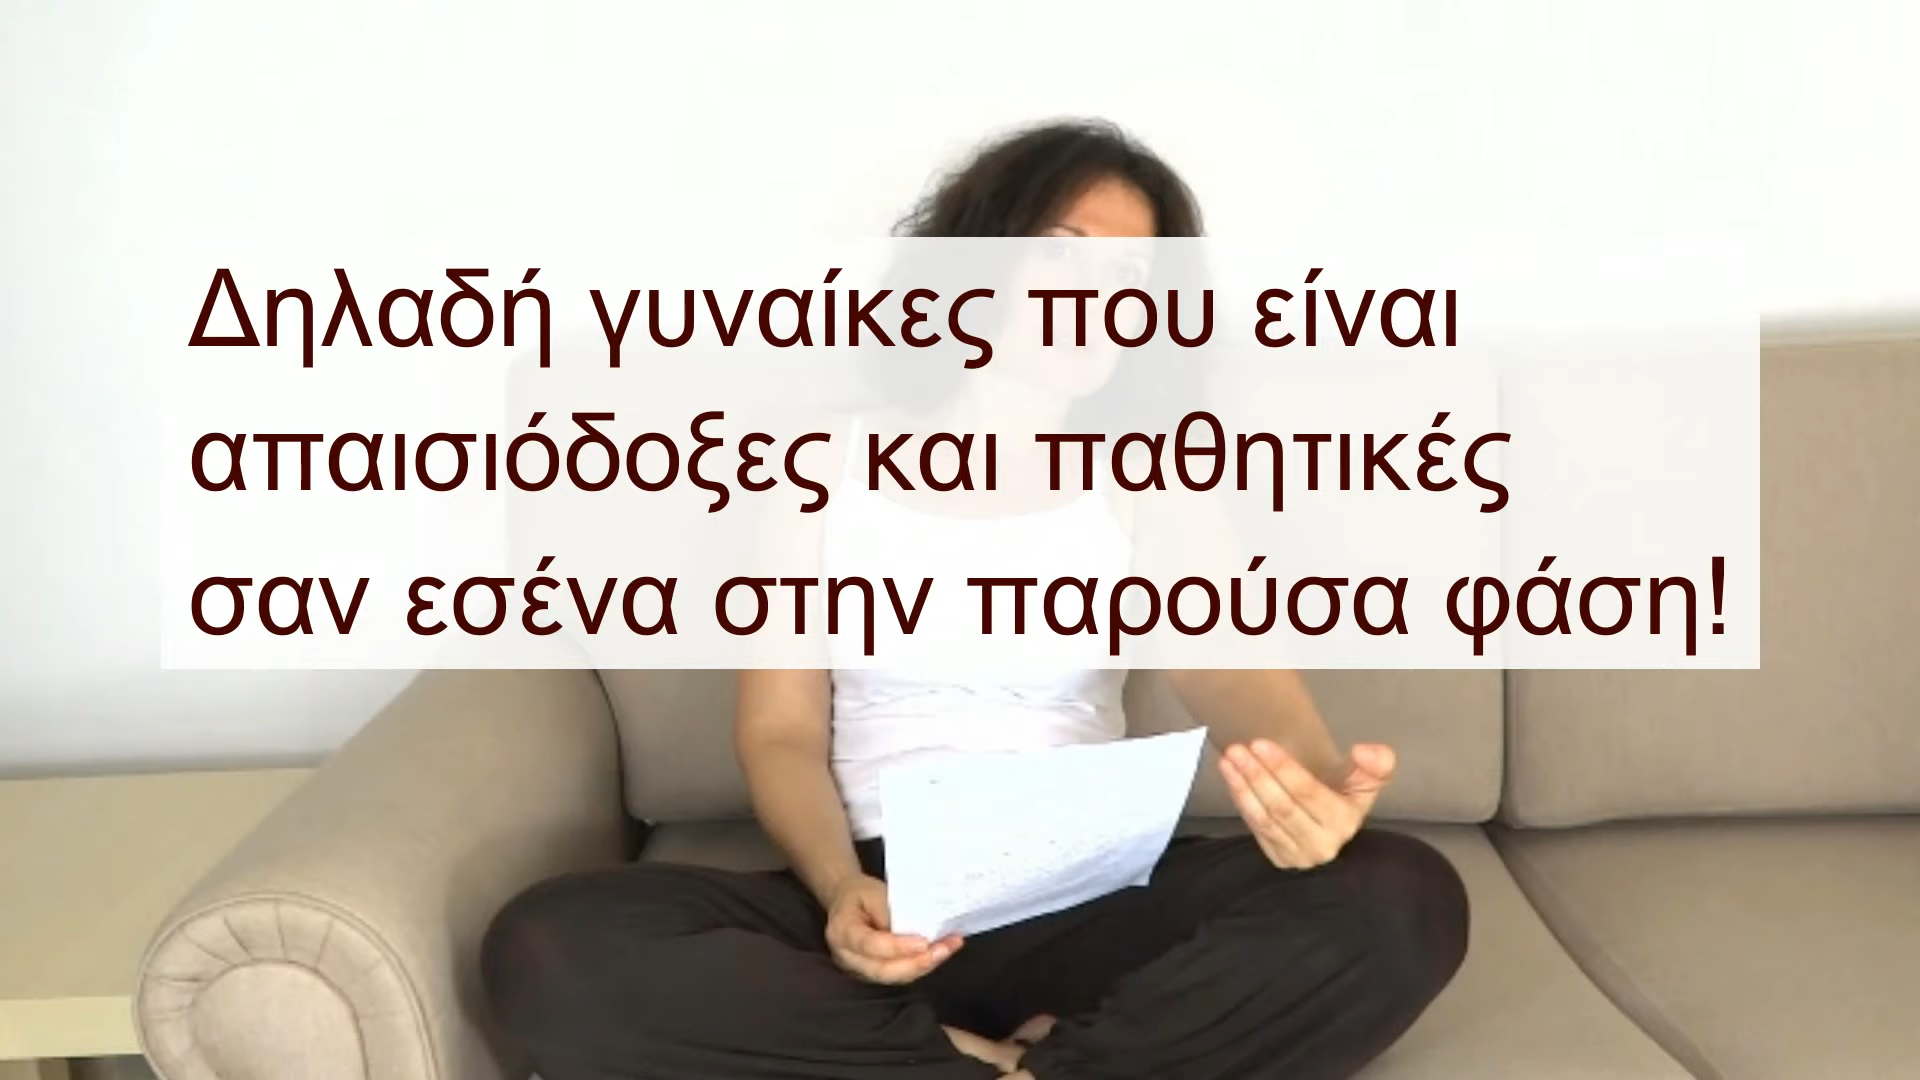 Δηλαδή γυναίκες που είναι
απαισιόδοξες και παθητικές
σαν εσένα στην παρούσα φάση!